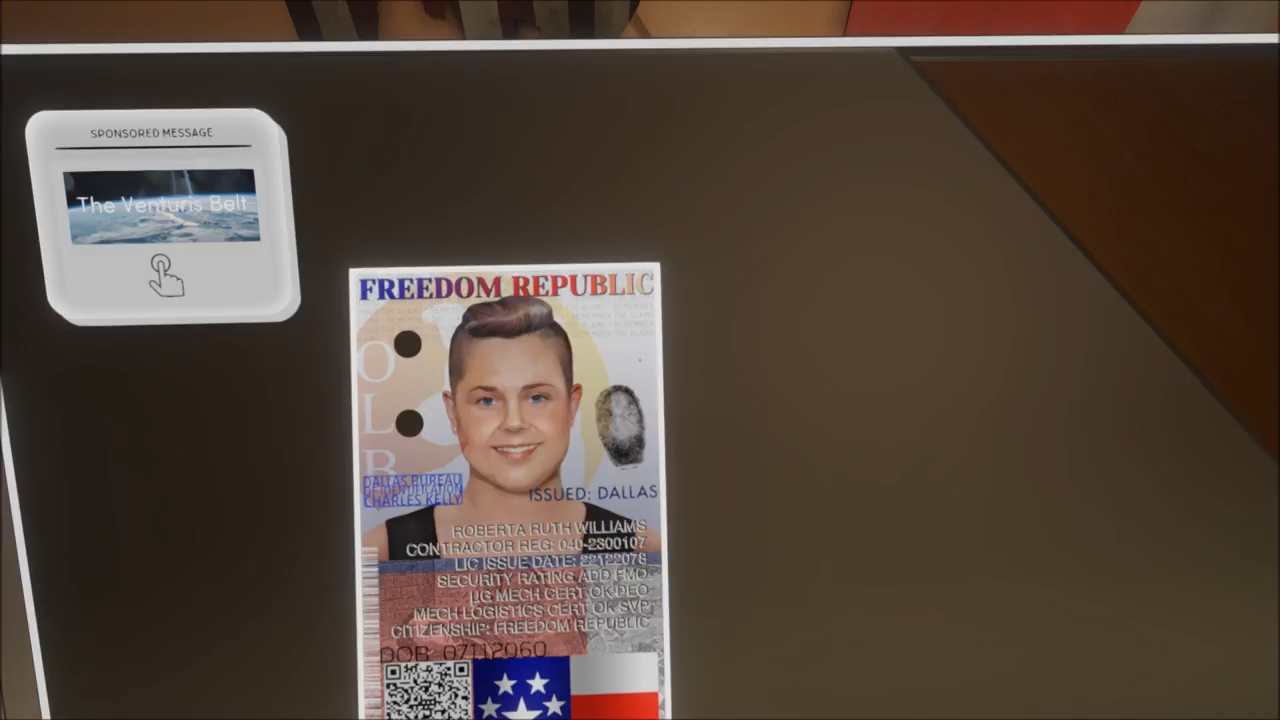 SPONSORED MESSAGE
The Venturis Belt
FREEDOM REPUBLIC
O
L
B
DALLAS BUREAU
OF IDENTIFICATION
CHARLES KELLY
ISSUED: DALLAS
ROBERTA RUTH WILLIAMS
CONTRACTOR REG: 040-2300107
LIC ISSUE DATE: 22122078
SECURITY RATING ADD FMO
UG MECH CERT OK DEO
MECH LOGISTICS CERT OK SVP
CITIZENSHIP: FREEDOM REPUBLIC
DOB 07112060